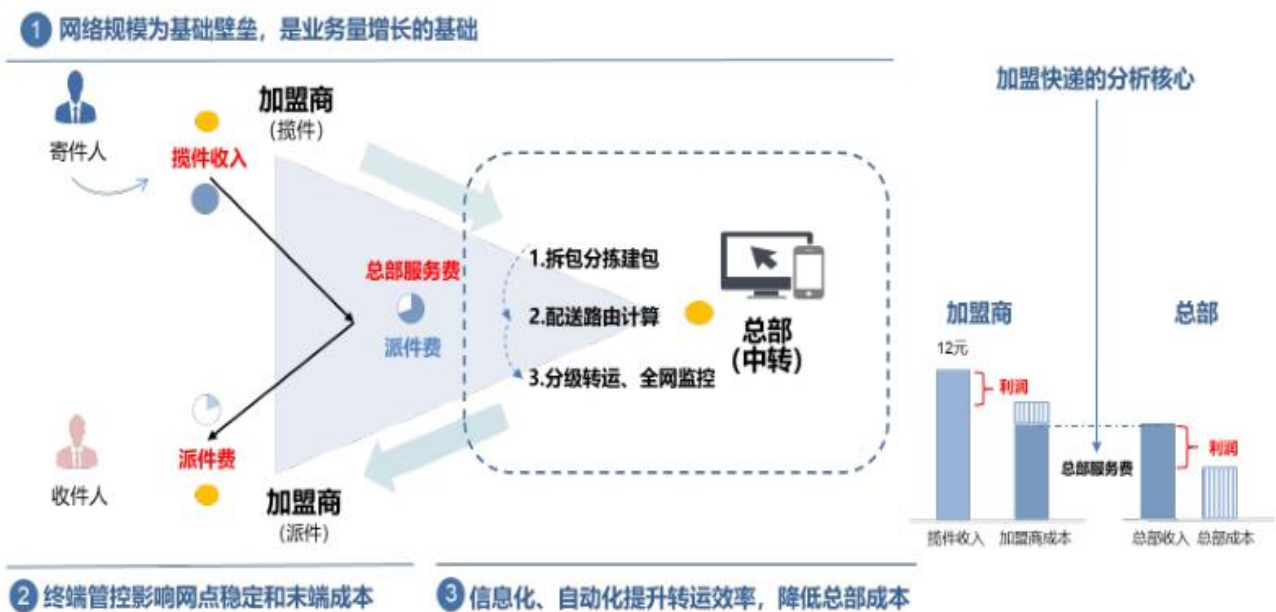 1 网络规模为基础壁垒，是业务量增长的基础
寄件人
加盟商
（揽件）
揽件收入
总部服务费
派件费
1.拆包分拣建包
2.配送路由计算
3.分级转运、全网监控
总部
（中转）
派件费
收件人
加盟商
（派件）
加盟快递的分析核心
加盟商
总部
12元
利润
利润
总部服务费
揽件收入
加盟商成本
总部收入
总部成本
2 终端管控影响网点稳定和末端成本
3 信息化、自动化提升转运效率，降低总部成本